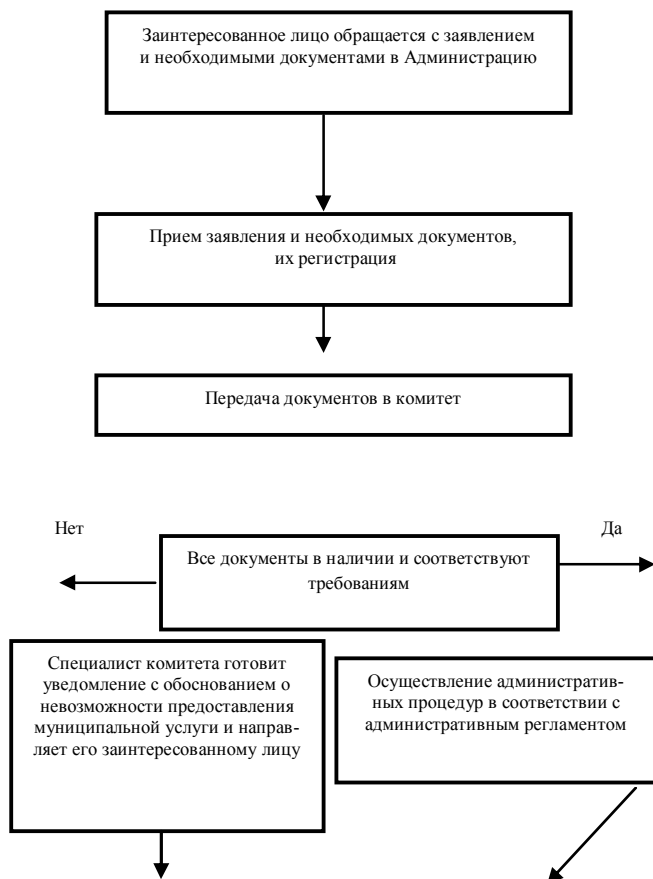 Заинтересованное лицо обращается с заявлением
и необходимыми документами в Администрацию
Прием заявления и необходимых документов,
их регистрация
Передача документов в комитет
Нет
Да
Все документы в наличии и соответствуют
требованиям
Специалист комитета готовит
уведомление с обоснованием о
невозможности предоставления
муниципальной услуги и направ-
ляет его заинтересованному лицу
Осуществление административ-
ных процедур в соответствии с
административным регламентом